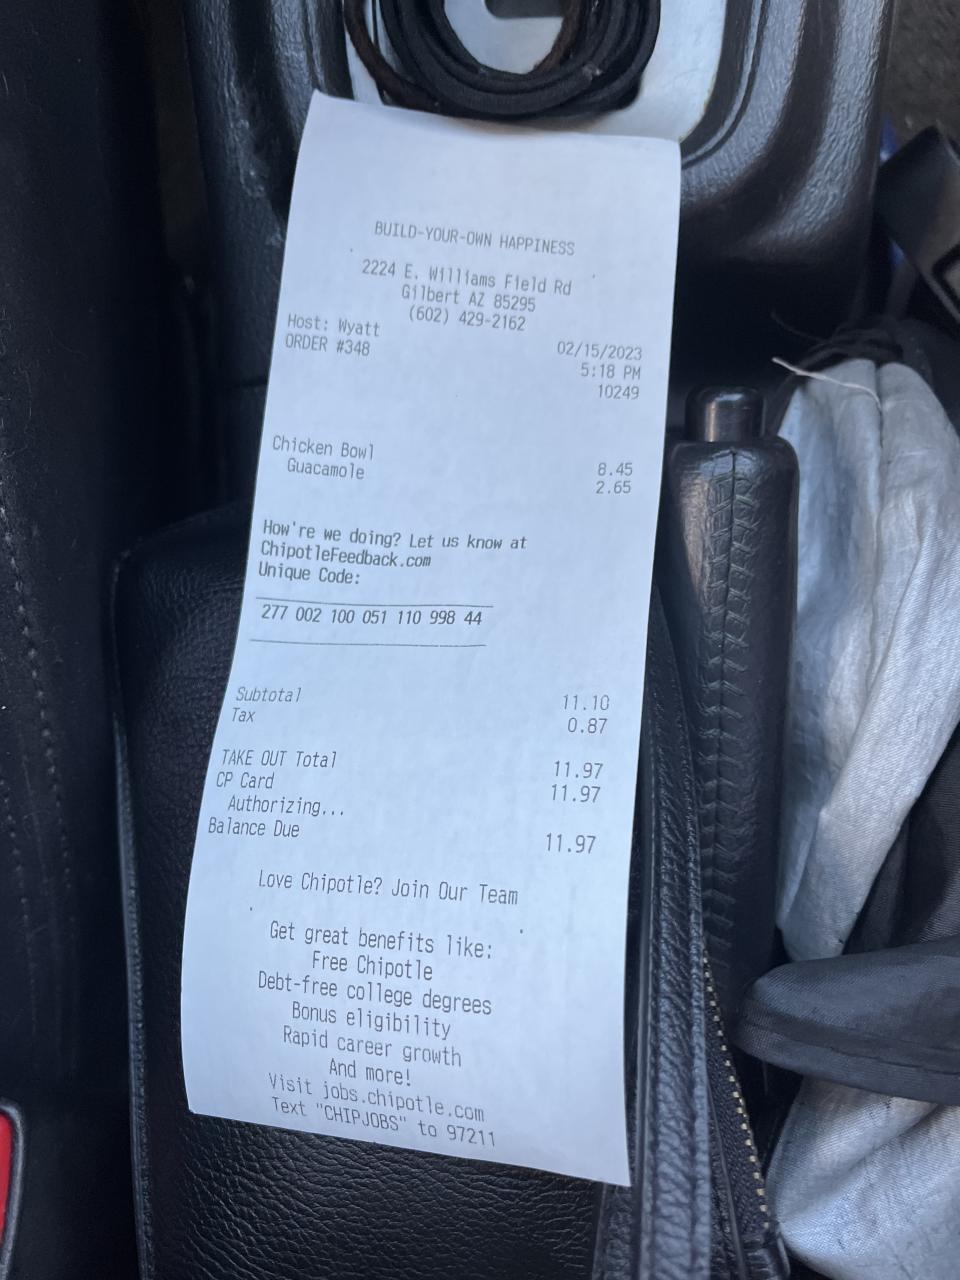 BUILD-YOUR-OWN HAPPINESS
2224 E. Williams Field Rd
Gilbert AZ 85295
(602) 429-2162
Host: Wyatt 02/15/2023
ORDER #348 5:18 PM
10249
Chicken Bowl 8.45
Guacamole 2.65
How're we doing? Let us know at
ChipotleFeedback.com
Unique Code:
277 002 100 051 110 998 44
Subtotal 11.10
Tax 0.87
TAKE OUT Total 11.97
CP Card 11.97
Authorizing...
Balance Due 11.97
Love Chipotle? Join Our Team
Get great benefits like:
Free Chipotle
Debt-free college degrees
Bonus eligibility
Rapid career growth
And more!
Visit jobs.chipotle.com
Text "CHIPJOBS" to 97211